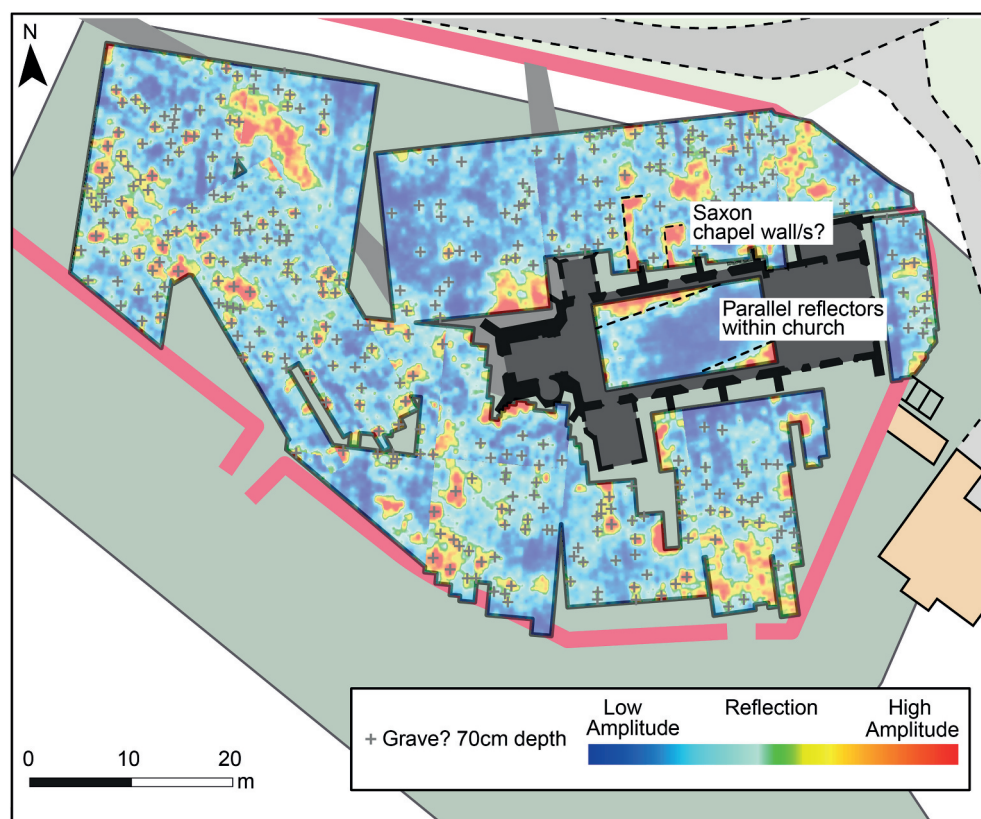 N
Saxon
chapel wall/s?
Parallel reflectors
within church
Low
Amplitude
Reflection
High
Amplitude
+ Grave? 70cm depth
0 10 20
m